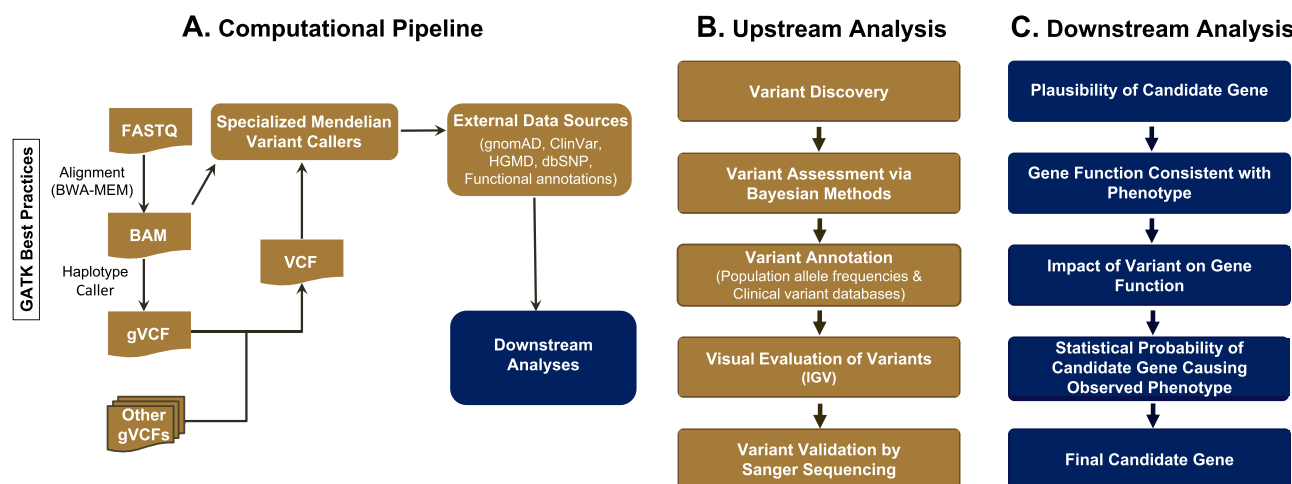 A. Computational Pipeline
GATK Best Practices
FASTQ
Alignment
(BWA-MEM)
BAM
Haplotype
Caller
gVCF
Other
gVCFs
VCF
Specialized Mendelian
Variant Callers
External Data Sources
(gnomAD, ClinVar,
HGMD, dbSNP,
Functional annotations)
Downstream
Analyses
B. Upstream Analysis
Variant Discovery
Variant Assessment via
Bayesian Methods
Variant Annotation
(Population allele frequencies &
Clinical variant databases)
Visual Evaluation of Variants
(IGV)
Variant Validation by
Sanger Sequencing
C. Downstream Analysis
Plausibility of Candidate Gene
Gene Function Consistent with
Phenotype
Impact of Variant on Gene
Function
Statistical Probability of
Candidate Gene Causing
Observed Phenotype
Final Candidate Gene